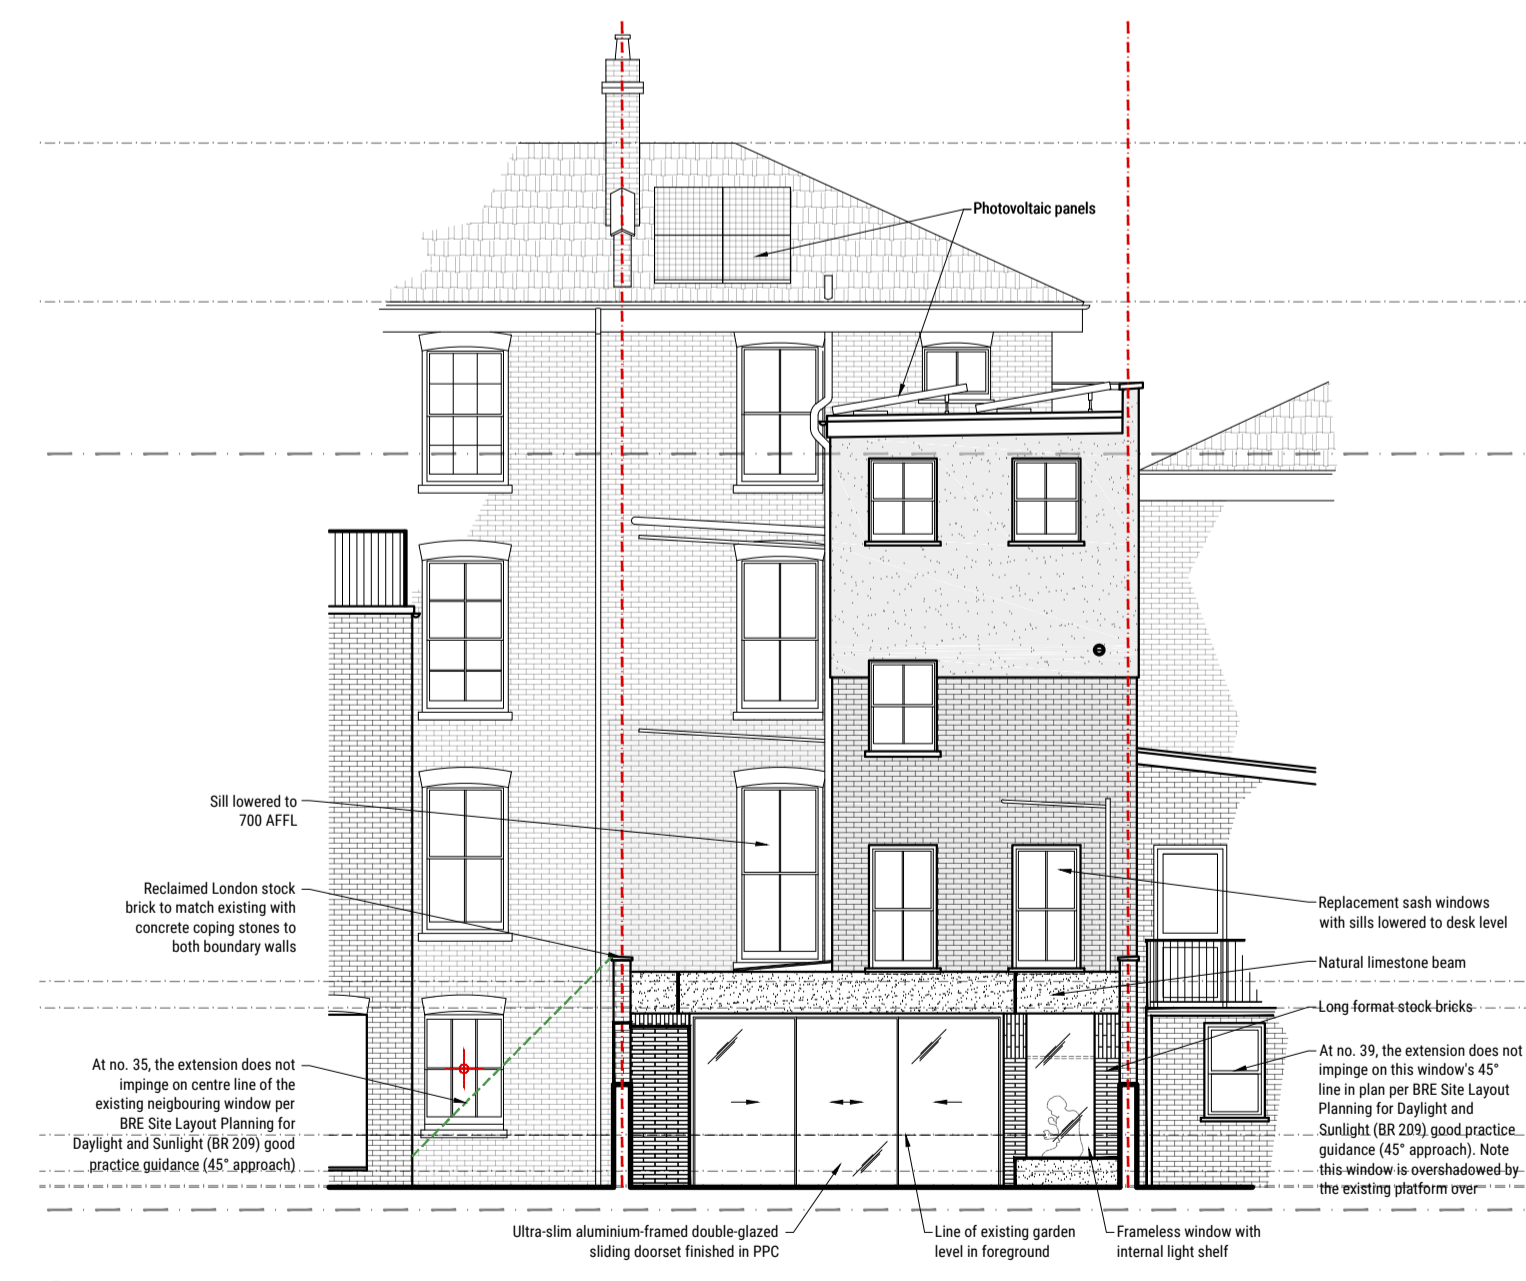 Photovoltaic panels
Sill lowered to
700 AFFL
Reclaimed London stock
brick to match existing with
concrete coping stones to
both boundary walls
At no. 35, the extension does not
impinge on centre line of the
existing neigbouring window per
BRE Site Layout Planning for
Daylight and Sunlight (BR 209) good
practice guidance (45° approach)
Replacement sash windows
with sills lowered to desk level
Natural limestone beam
Long format stock bricks
At no. 39, the extension does not
impinge on this window's 45°
line in plan per BRE Site Layout
Planning for Daylight and
Sunlight (BR 209) good practice
guidance (45° approach). Note
this window is overshadowed by
the existing platform over
Ultra-slim aluminium-framed double-glazed
sliding doorset finished in PPC
Line of existing garden
level in foreground
Frameless window with
internal light shelf